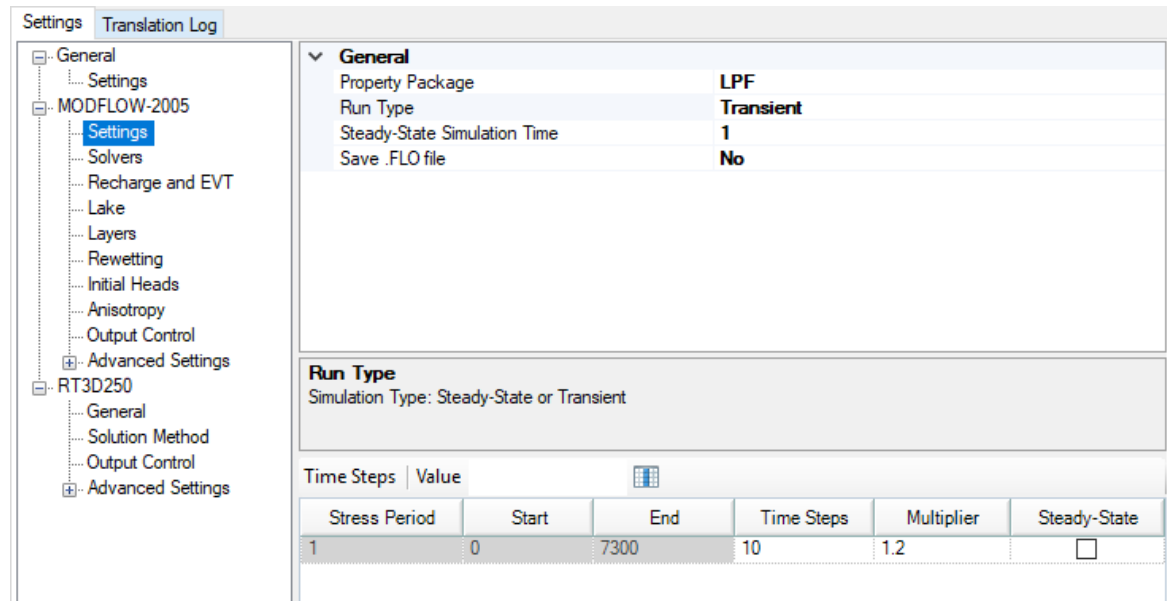 Settings Translation Log
General
Settings
MODFLOW-2005
Settings
Solvers
Recharge and EVT
Lake
Layers
Rewetting
Initial Heads
Anisotropy
Output Control
Advanced Settings
RT3D250
General
Solution Method
Output Control
Advanced Settings
General
Property Package LPF
Run Type Transient
Steady-State Simulation Time 1
Save .FLO file No
Run Type
Simulation Type: Steady-State or Transient
Time Steps Value
Stress Period Start End Time Steps Multiplier Steady-State
1 0 7300 10 1.2